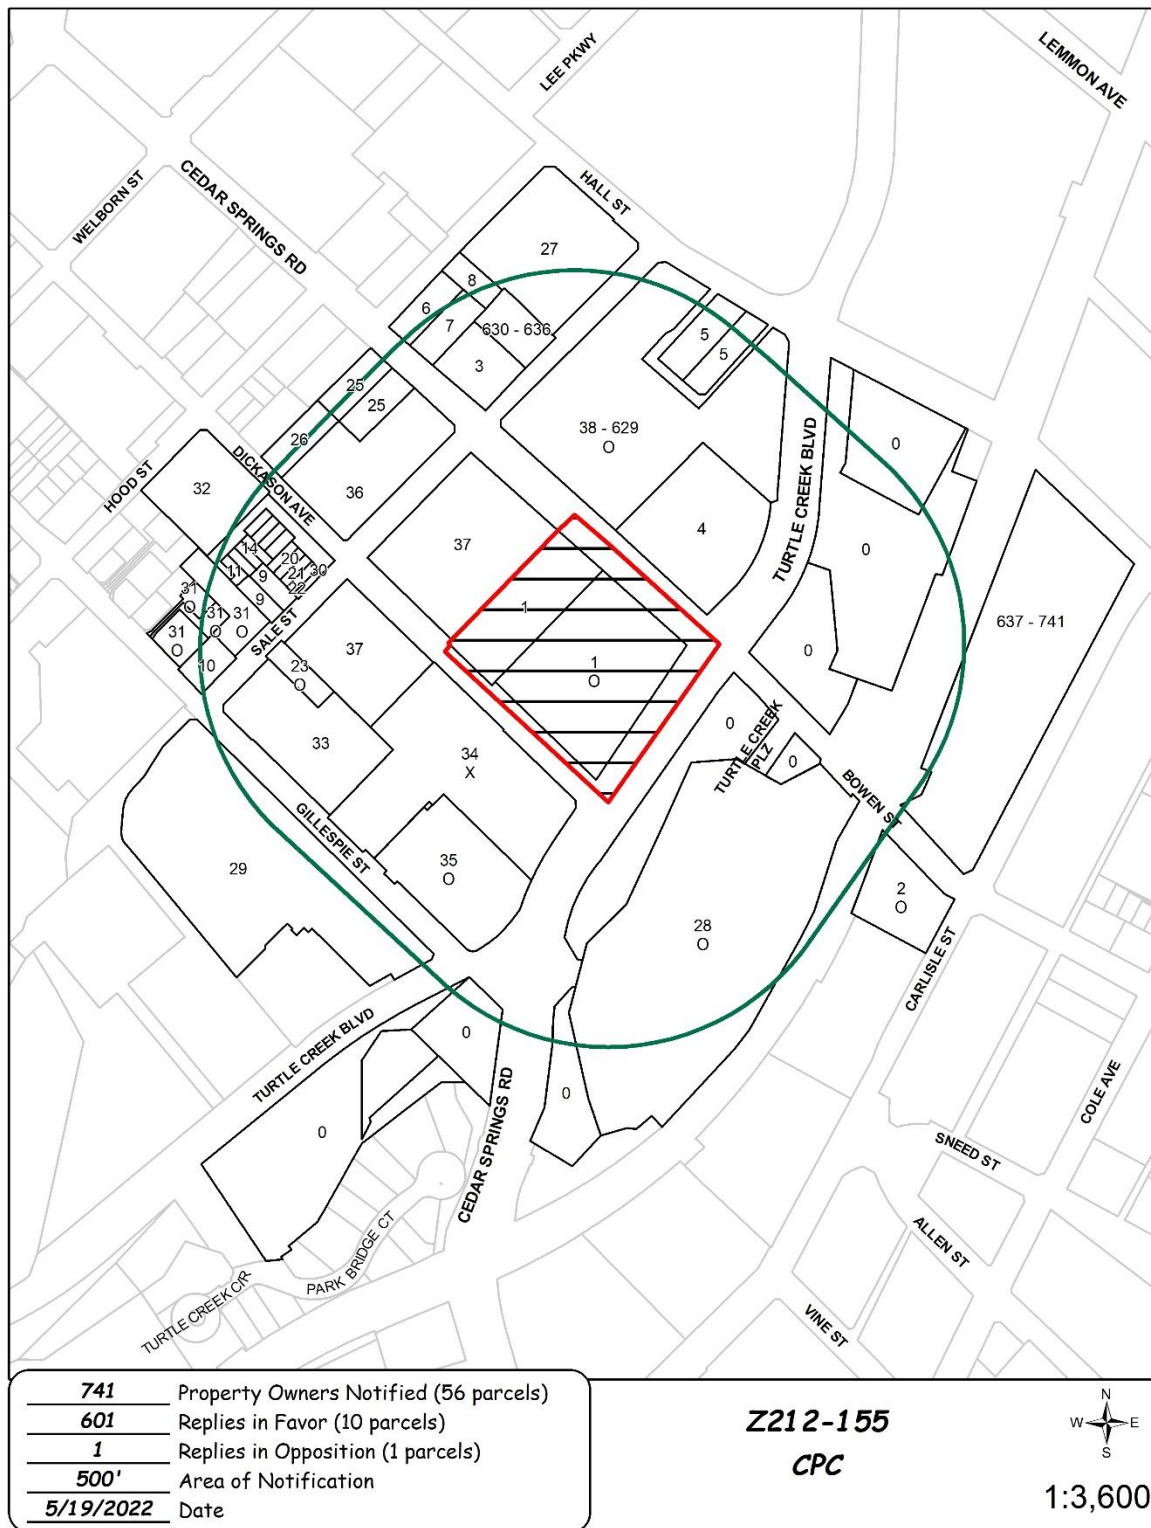 LEMMON AVE
LEE PKWY
CEDAR SPRINGS RD
WELBORN ST
HALL ST
27
8
6
7
630 - 636
3
5
5
25
25
38 - 629
O
0
TURTLE CREEK BLVD
26
DICKASON AVE
HOOD ST
32
36
4
37
0
14
20
11
9
21
30
22
9
31
O
31
O
31
O
31
O
10
SALE ST
1
637 - 741
37
23
O
1
O
0
33
34
X
0
TURTLE CREEK
PLZ
0
BOWEN ST
GILLESPIE ST
29
35
O
2
O
28
O
CARLISLE ST
TURTLE CREEK BLVD
0
CEDAR SPRINGS RD
0
0
COLE AVE
SNEED ST
PARK BRIDGE CT
ALLEN ST
TURTLE CREEK CIR
VINE ST
741 Property Owners Notified (56 parcels)
601 Replies in Favor (10 parcels)
1 Replies in Opposition (1 parcels)
500' Area of Notification
5/19/2022 Date
Z212-155
CPC
N
W E
S
1:3,600